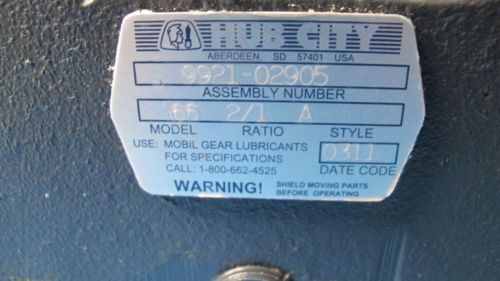 HUB CITY
ABERDEEN, SD 57401 USA
9921-02905
ASSEMBLY NUMBER
66 2/1 A
MODEL RATIO STYLE
USE: MOBIL GEAR LUBRICANTS
FOR SPECIFICATIONS
CALL: 1-800-662-4525
0311
DATE CODE
WARNING! SHIELD MOVING PARTS
BEFORE OPERATING